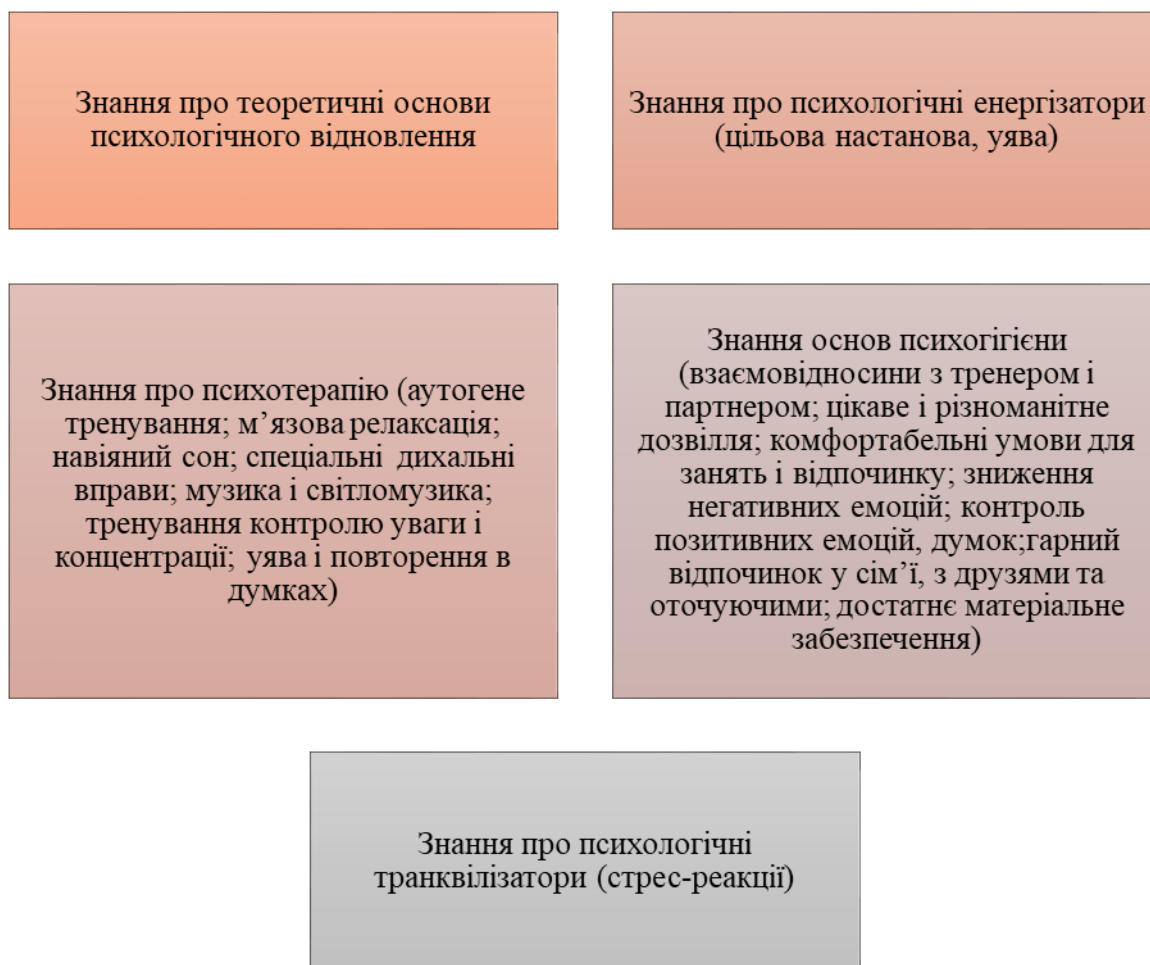 Знання про теоретичні основи
психологічного відновлення
Знання про психологічні енергізатори
(цільова настанова, уява)
Знання про психотерапію (аутогене
тренування; м’язова релаксація;
навіяний сон; спеціальні дихальні
вправи; музика і світломузика;
тренування контролю уваги і
концентрації; уява і повторення в
думках)
Знання основ психогігієни
(взаємовідносини з тренером і
партнером; цікаве і різноманітне
дозвілля; комфортабельні умови для
занять і відпочинку; зниження
негативних емоцій; контроль
позитивних емоцій, думок;гарний
відпочинок у сім’ї, з друзями та
оточуючими; достатнє матеріальне
забезпечення)
Знання про психологічні
транквілізатори (стрес-реакції)